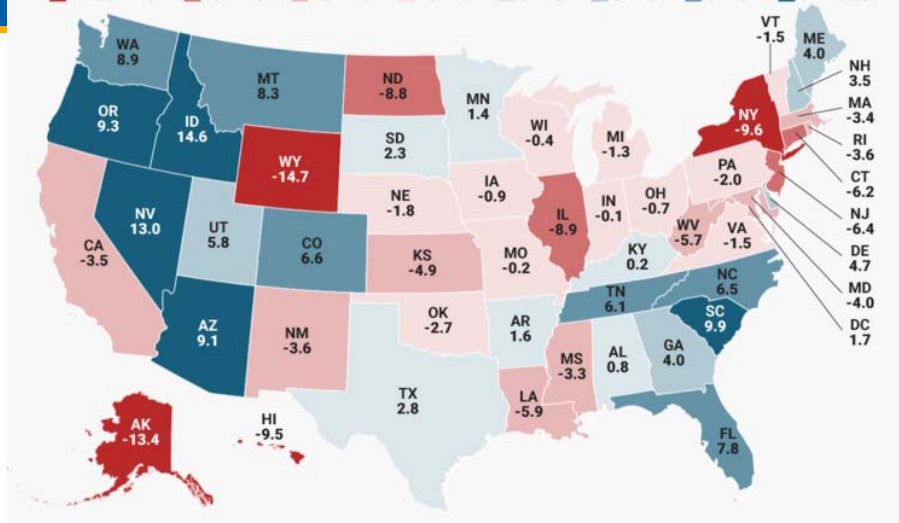 VT
-1.5
ME
4.0
WA
8.9
MT
8.3
ND
-8.8
MN
1.4
NH
3.5
OR
9.3
ID
14.6
SD
2.3
WI
-0.4
MI
-1.3
NY
-9.6
MA
-3.4
WY
-14.7
RI
-3.6
PA
-2.0
CT
-6.2
NE
-1.8
IA
-0.9
IL
-8.9
IN
-0.1
OH
-0.7
NV
13.0
UT
5.8
CO
6.6
WV
-5.7
VA
-1.5
NJ
-6.4
CA
-3.5
KS
-4.9
MO
-0.2
KY
0.2
DE
4.7
NC
6.5
MD
-4.0
TN
6.1
AZ
9.1
NM
-3.6
OK
-2.7
AR
1.6
SC
9.9
DC
1.7
MS
-3.3
AL
0.8
GA
4.0
TX
2.8
LA
-5.9
AK
-13.4
HI
-9.5
FL
7.8